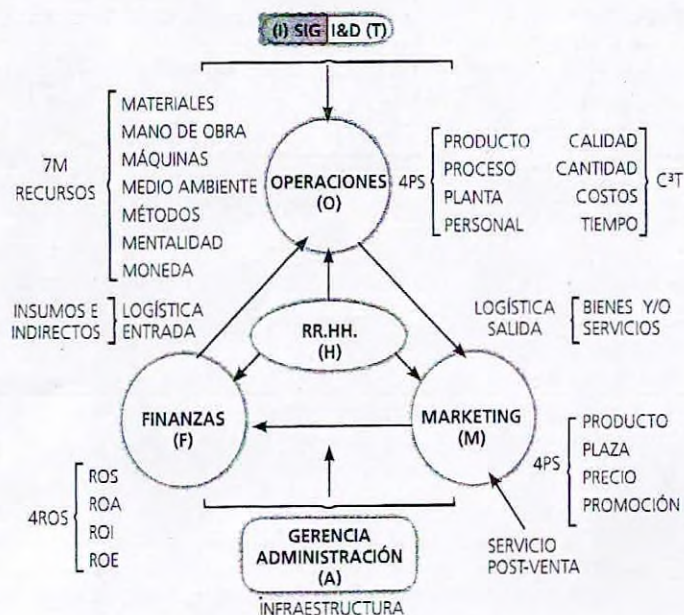 (I) SIG I&D (T)
7M
RECURSOS
MATERIALES
MANO DE OBRA
MÁQUINAS
MEDIO AMBIENTE
MÉTODOS
MENTALIDAD
MONEDA
OPERACIONES
(O)
4PS
PRODUCTO
PROCESO
PLANTA
PERSONAL
CALIDAD
CANTIDAD
COSTOS
TIEMPO
C³T
INSUMOS E
INDIRECTOS
LOGÍSTICA
ENTRADA
RR.HH.
(H)
LOGÍSTICA
SALIDA
BIENES Y/O
SERVICIOS
FINANZAS
(F)
MARKETING
(M)
4PS
PRODUCTO
PLAZA
PRECIO
PROMOCIÓN
4ROS
ROS
ROA
ROI
ROE
GERENCIA
ADMINISTRACIÓN
(A)
INFRAESTRUCTURA
SERVICIO
POST-VENTA